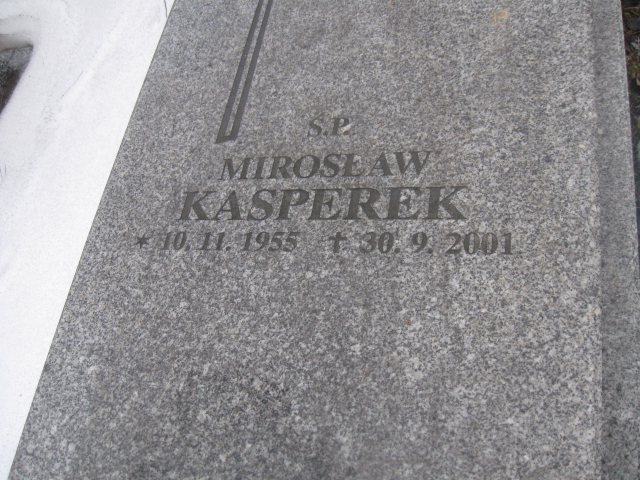 S.P.
MIROSŁAW
KASPEREK
* 10. 11. 1955 † 30. 9. 2001